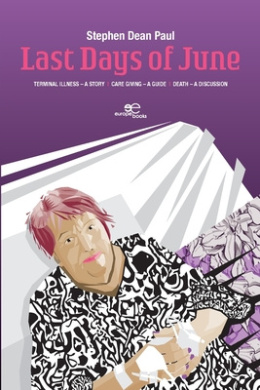 Stephen Dean Paul
Last Days of June
TERMINAL ILLNESS – A STORY | CARE GIVING – A GUIDE | DEATH – A DISCUSSION
europe
books